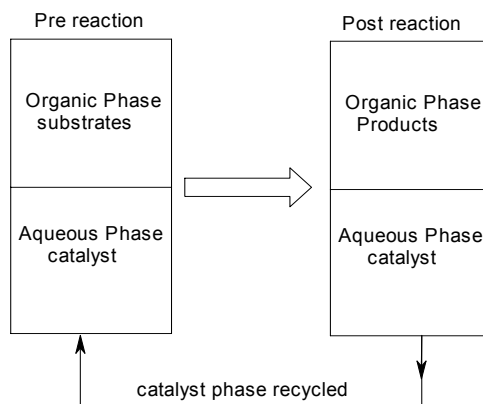 Pre reaction
Post reaction
Organic Phase
substrates
Organic Phase
Products
Aqueous Phase
catalyst
Aqueous Phase
catalyst
catalyst phase recycled